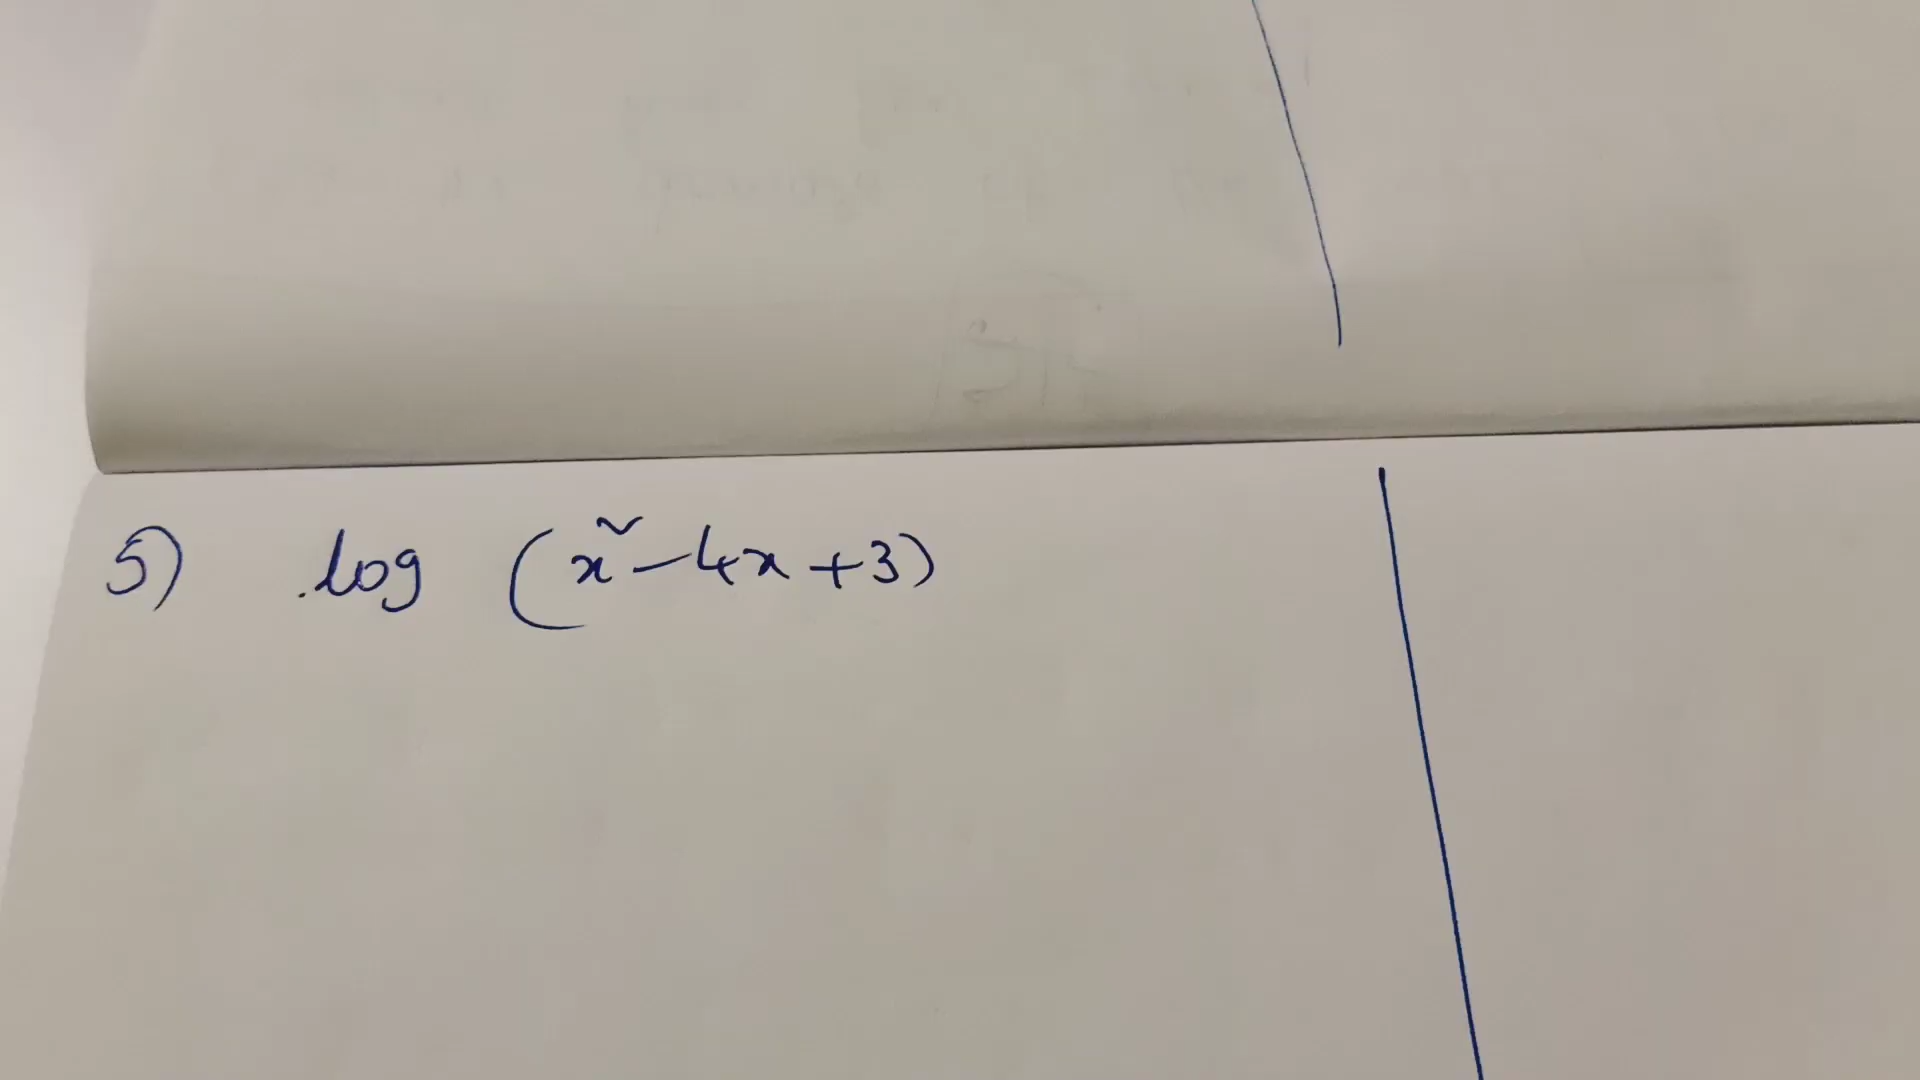 5) log (x² - 4x + 3)